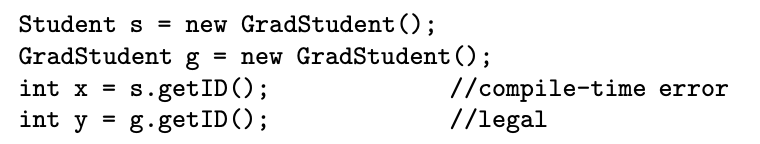 Student s = new GradStudent();
GradStudent g = new GradStudent();
int x = s.getID();                //compile-time error
int y = g.getID();                //legal